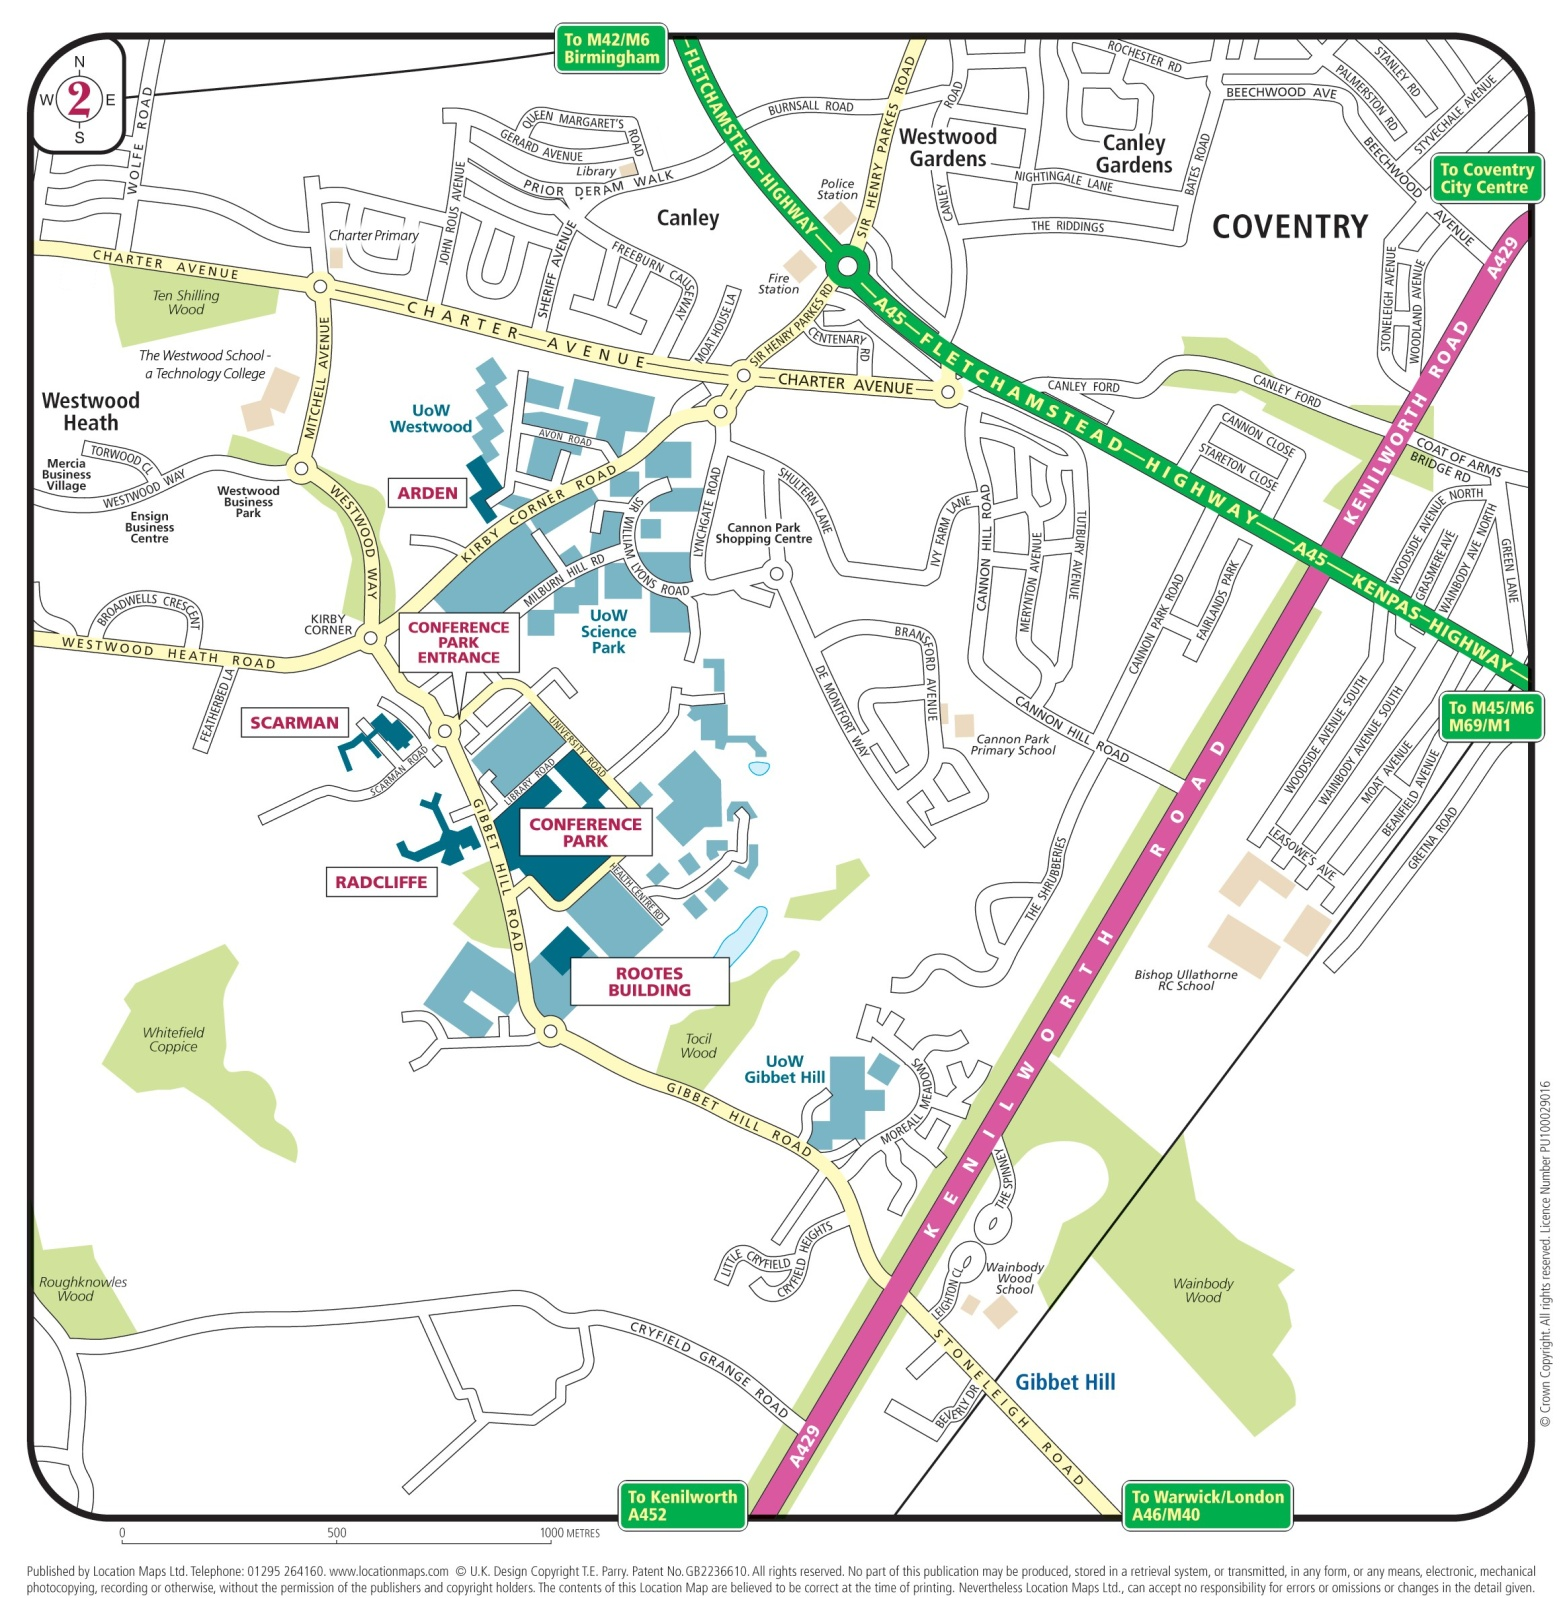 To M42/M6
Birmingham
N
W 2 E
S
WOLFE ROAD
FLETCHAMSTEAD-HIGHWAY
SIR HENRY PARKES ROAD
BURNSALL ROAD
ROAD
ROCHESTER RD
STANLEY RD
PALMERSTON RD
BEECHWOOD AVE
STYVECHALE AVENUE
QUEEN MARGARET'S
ROAD
GERARD AVENUE
Library
PRIOR DERAM WALK
Westwood
Gardens
Canley
Gardens
BATES ROAD
BEECHWOOD
AVENUE
To Coventry
City Centre
NIGHTINGALE LANE
CANLEY
THE RIDDINGS
Police
Station
Canley
COVENTRY
JOHN ROUS AVENUE
Charter Primary
SHERIFF AVENUE
FREEBURN CAUSEWAY
MOAT HOUSE LA
Fire
Station
CHARTER AVENUE
Ten Shilling
Wood
CHARTER AVENUE
SIR HENRY PARKES RD
CENTENARY
RD
A45
FLETCHAMSTEAD-HIGHWAY
A429
STONELEIGH AVENUE
WOODLAND AVENUE
KENILWORTH ROAD
The Westwood School -
a Technology College
MITCHELL AVENUE
CHARTER AVENUE
CANLEY FORD
CANLEY FORD
Westwood
Heath
UoW
Westwood
AVON ROAD
CANNON CLOSE
STARETON CLOSE
COAT OF ARMS
BRIDGE RD
TORWOOD CL
Mercia
Business
Village
WESTWOOD WAY
Westwood
Business
Park
Ensign
Business
Centre
ARDEN
KIRBY CORNER ROAD
SIR WILLIAM LYONS ROAD
LYNCHGATE ROAD
SHULTERN LANE
Cannon Park
Shopping Centre
IVY FARM LANE
CANNON HILL ROAD
MERYNTON AVENUE
TUTBURY AVENUE
WOODSIDE AVENUE NORTH
GRASMERE AVE
WAINBODY AVE NORTH
GREEN LANE
A45
KENPAS-HIGHWAY
WESTWOOD WAY
MILBURN HILL RD
UoW
Science
Park
CANNON PARK ROAD
FAIRLANDS PARK
BROADWELLS CRESCENT
KIRBY
CORNER
WESTWOOD HEATH ROAD
FEATHERBED LA
CONFERENCE
PARK
ENTRANCE
BRANSFORD AVENUE
DE MONTFORT WAY
CANNON HILL ROAD
Cannon Park
Primary School
WOODSIDE AVENUE SOUTH
WAINBODY AVENUE SOUTH
MOAT AVENUE
BEANFIELD AVENUE
GRETNA ROAD
LEASOWE'S AVE
To M45/M6
M69/M1
SCARMAN
SCARMAN ROAD
UNIVERSITY ROAD
LIBRARY ROAD
GIBBET HILL ROAD
CONFERENCE
PARK
RADCLIFFE
HEALTH CENTRE RD
THE SHRUBBERIES
KENILWORTH ROAD
Bishop Ullathorne
RC School
ROOTES
BUILDING
Whitefield
Coppice
Tocil
Wood
UoW
Gibbet Hill
MOREALL MEADOWS
GIBBET HILL ROAD
THE SPINNEY
LITTLE CRYFIELD
CRYFIELD HEIGHTS
LEIGHTON CL
Wainbody
Wood
School
Wainbody
Wood
Roughknowles
Wood
CRYFIELD GRANGE ROAD
STONELEIGH ROAD
Gibbet Hill
BEVERLY DR
A429
To Kenilworth
A452
To Warwick/London
A46/M40
0 500 1000 METRES
© Crown Copyright. All rights reserved. Licence Number PU100029016
Published by Location Maps Ltd. Telephone: 01295 264160. www.locationmaps.com © U.K. Design Copyright T.E. Parry. Patent No. GB2236610. All rights reserved. No part of this publication may be produced, stored in a retrieval system, or transmitted, in any form, or any means, electronic, mechanical
photocopying, recording or otherwise, without the permission of the publishers and copyright holders. The contents of this Location Map are believed to be correct at the time of printing. Nevertheless Location Maps Ltd., can accept no responsibility for errors or omissions or changes in the detail given.